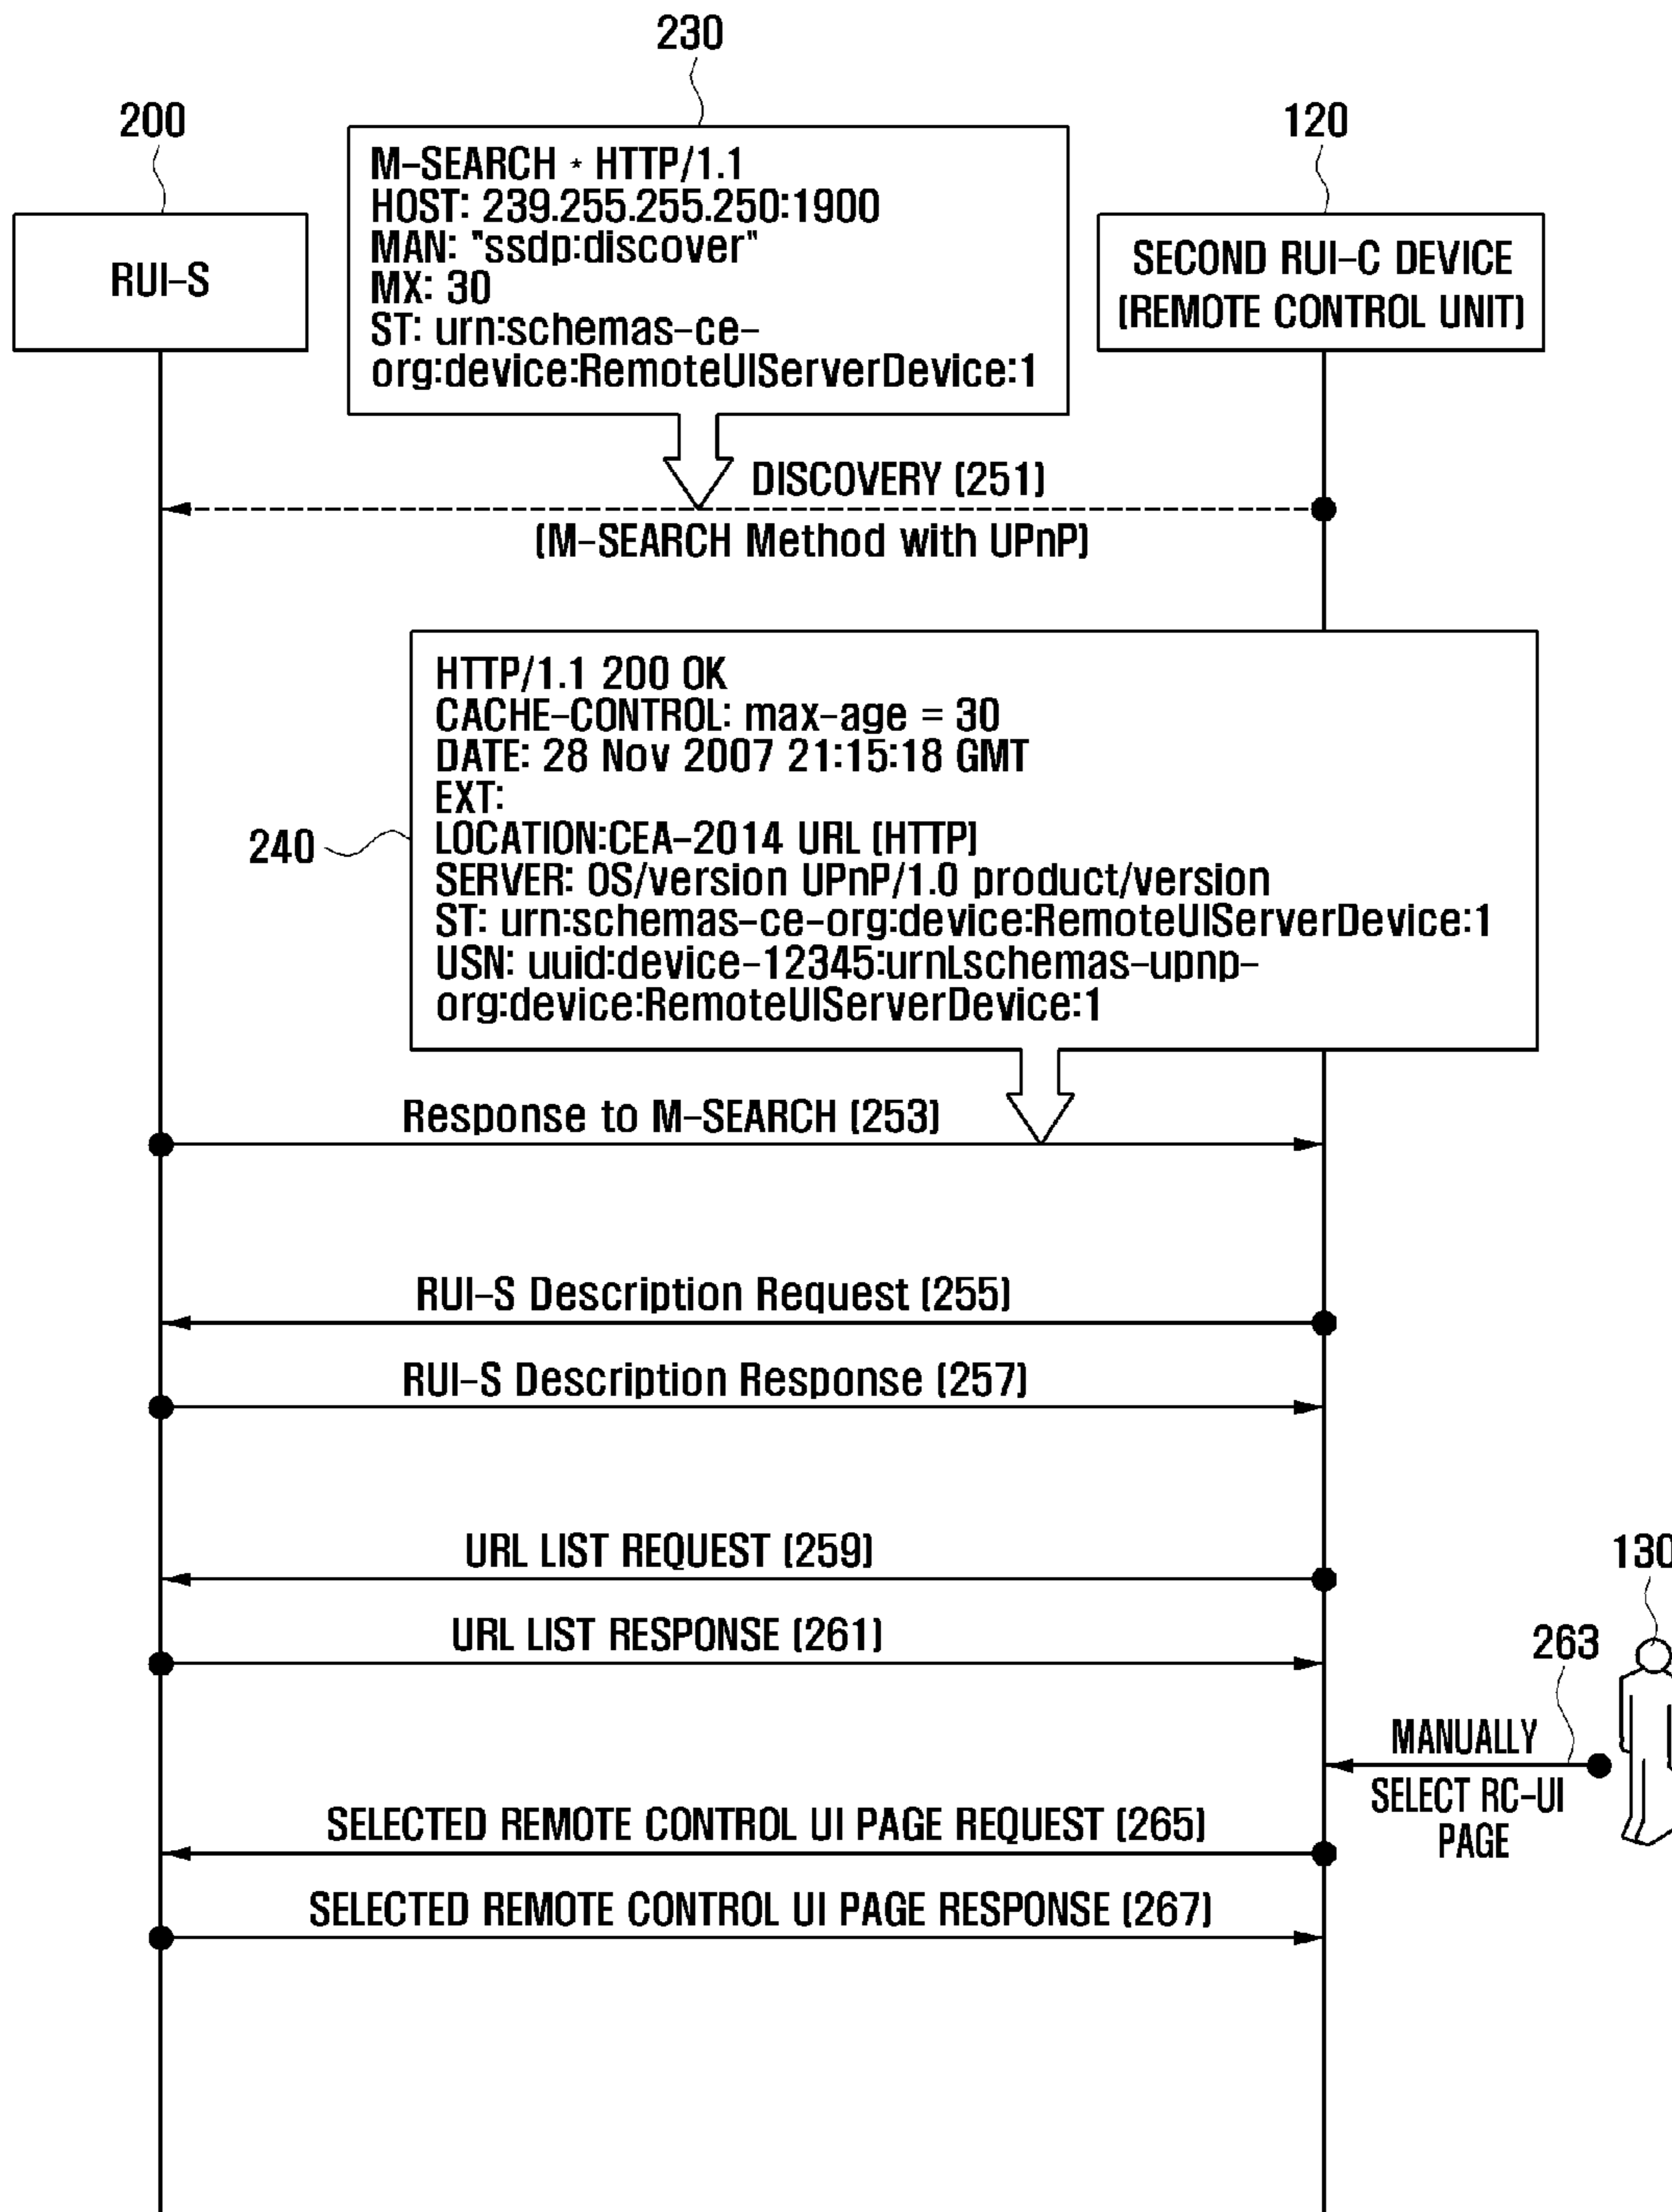 230
200
120
M-SEARCH * HTTP/1.1
HOST: 239.255.255.250:1900
MAN: "ssdp:discover"
MX: 30
ST: urn:schemas-ce-
org:device:RemoteUIServerDevice:1
RUI-S
SECOND RUI-C DEVICE
(REMOTE CONTROL UNIT)
DISCOVERY (251)
(M-SEARCH Method with UPnP)
HTTP/1.1 200 OK
CACHE-CONTROL: max-age = 30
DATE: 28 Nov 2007 21:15:18 GMT
EXT:
LOCATION:CEA-2014 URL (HTTP)
SERVER: OS/version UPnP/1.0 product/version
ST: urn:schemas-ce-org:device:RemoteUIServerDevice:1
USN: uuid:device-12345:urnLschemas-upnp-
org:device:RemoteUIServerDevice:1
240
Response to M-SEARCH (253)
RUI-S Description Request (255)
RUI-S Description Response (257)
URL LIST REQUEST (259)
130
URL LIST RESPONSE (261)
263
MANUALLY
SELECT RC-UI
PAGE
SELECTED REMOTE CONTROL UI PAGE REQUEST (265)
SELECTED REMOTE CONTROL UI PAGE RESPONSE (267)